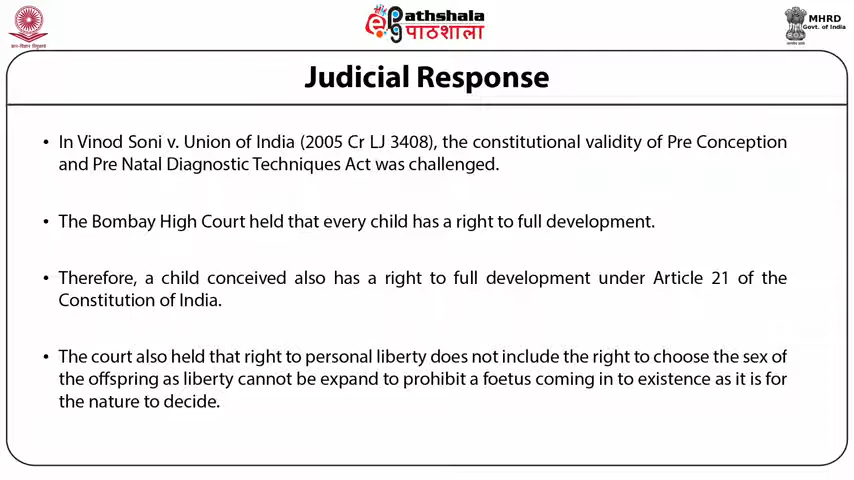 Pathshala
पाठशाला
MHRD
Govt. of India
Judicial Response
• In Vinod Soni v. Union of India (2005 Cr LJ 3408), the constitutional validity of Pre Conception
and Pre Natal Diagnostic Techniques Act was challenged.
• The Bombay High Court held that every child has a right to full development.
• Therefore, a child conceived also has a right to full development under Article 21 of the
Constitution of India.
• The court also held that right to personal liberty does not include the right to choose the sex of
the offspring as liberty cannot be expand to prohibit a foetus coming in to existence as it is for
the nature to decide.